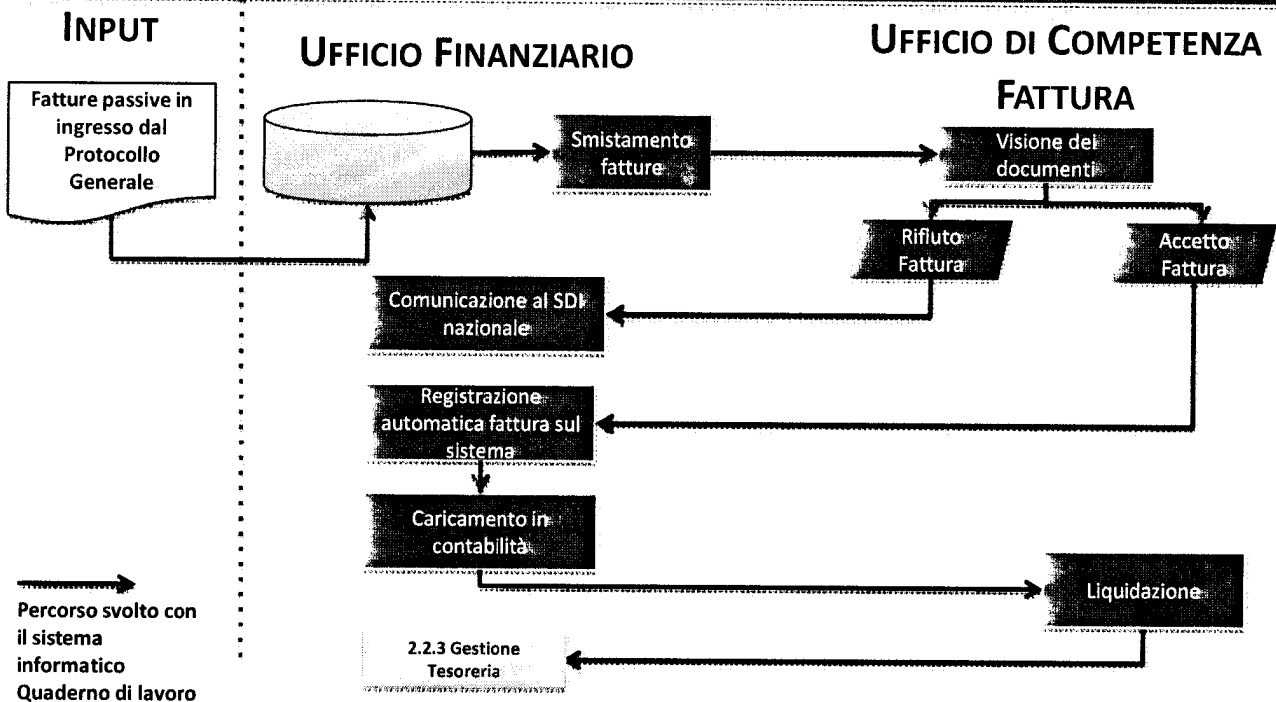 INPUT
UFFICIO FINANZIARIO
UFFICIO DI COMPETENZA
FATTURA
Fatture passive in
ingresso dal
Protocollo
Generale
Smistamento
fatture
Visione dei
documenti
Rifiuto
Fattura
Accetto
Fattura
Comunicazione al SDI
nazionale
Registrazione
automatica fattura sul
sistema
Caricamento in
contabilità
Liquidazione
2.2.3 Gestione
Tesoreria
Percorso svolto con
il sistema
informatico
Quaderno di lavoro